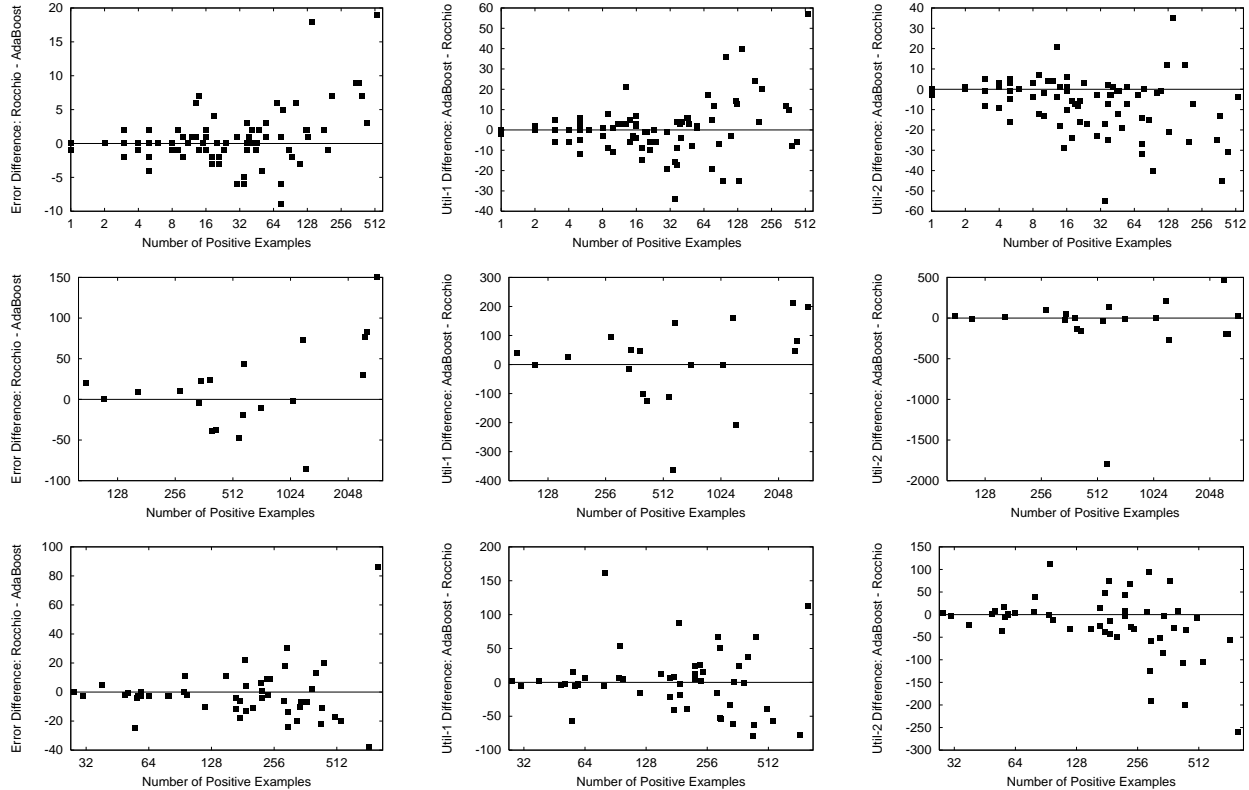 Error Difference: Rocchio - AdaBoost
20
15
10
5
0
-5
-10
1 2 4 8 16 32 64 128 256 512
Number of Positive Examples
Util-1 Difference: AdaBoost - Rocchio
60
50
40
30
20
10
0
-10
-20
-30
-40
1 2 4 8 16 32 64 128 256 512
Number of Positive Examples
Util-2 Difference: AdaBoost - Rocchio
40
30
20
10
0
-10
-20
-30
-40
-50
-60
1 2 4 8 16 32 64 128 256 512
Number of Positive Examples
Error Difference: Rocchio - AdaBoost
150
100
50
0
-50
-100
128 256 512 1024 2048
Number of Positive Examples
Util-1 Difference: AdaBoost - Rocchio
300
200
100
0
-100
-200
-300
-400
128 256 512 1024 2048
Number of Positive Examples
Util-2 Difference: AdaBoost - Rocchio
500
0
-500
-1000
-1500
-2000
128 256 512 1024 2048
Number of Positive Examples
Error Difference: Rocchio - AdaBoost
100
80
60
40
20
0
-20
-40
32 64 128 256 512
Number of Positive Examples
Util-1 Difference: AdaBoost - Rocchio
200
150
100
50
0
-50
-100
32 64 128 256 512
Number of Positive Examples
Util-2 Difference: AdaBoost - Rocchio
150
100
50
0
-50
-100
-150
-200
-250
-300
32 64 128 256 512
Number of Positive Examples